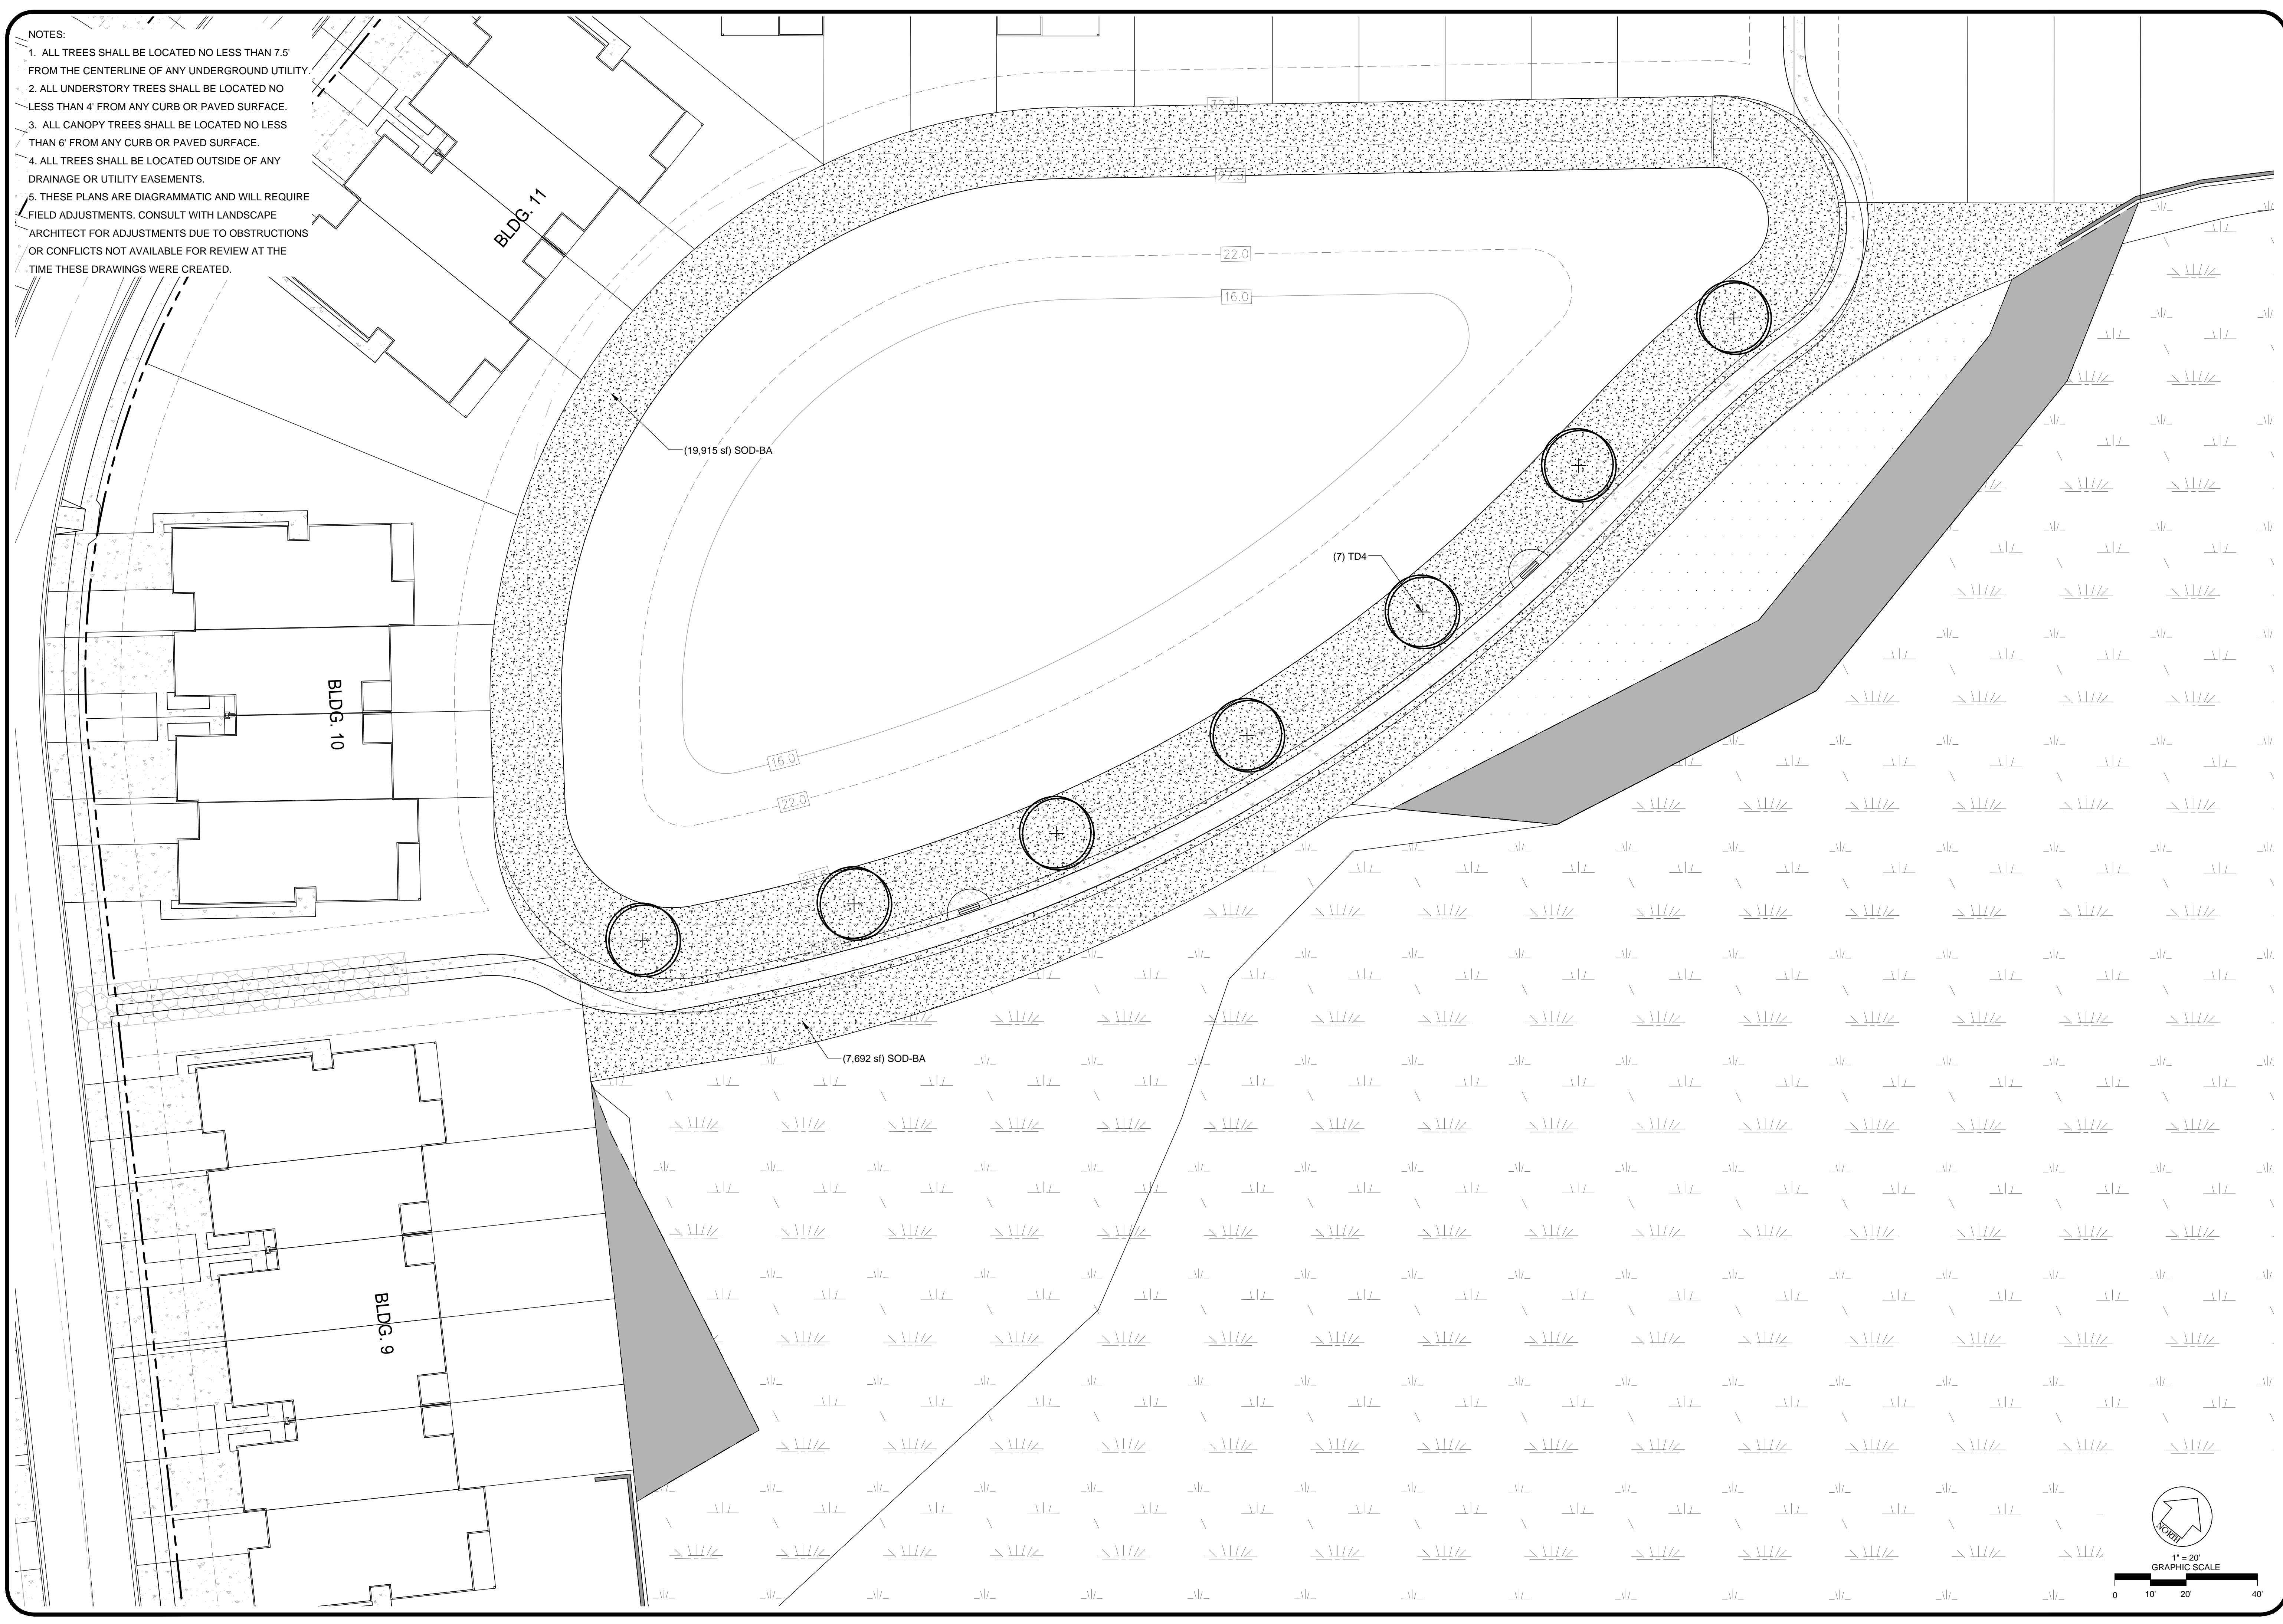 NOTES:
1. ALL TREES SHALL BE LOCATED NO LESS THAN 7.5'
FROM THE CENTERLINE OF ANY UNDERGROUND UTILITY.
2. ALL UNDERSTORY TREES SHALL BE LOCATED NO
LESS THAN 4' FROM ANY CURB OR PAVED SURFACE.
3. ALL CANOPY TREES SHALL BE LOCATED NO LESS
THAN 6' FROM ANY CURB OR PAVED SURFACE.
4. ALL TREES SHALL BE LOCATED OUTSIDE OF ANY
DRAINAGE OR UTILITY EASEMENTS.
5. THESE PLANS ARE DIAGRAMMATIC AND WILL REQUIRE
FIELD ADJUSTMENTS. CONSULT WITH LANDSCAPE
ARCHITECT FOR ADJUSTMENTS DUE TO OBSTRUCTIONS
OR CONFLICTS NOT AVAILABLE FOR REVIEW AT THE
TIME THESE DRAWINGS WERE CREATED.
BLDG. 11
22.0
16.0
(19,915 sf) SOD-BA
(7) TD4
BLDG. 10
16.0
22.0
(7,692 sf) SOD-BA
BLDG. 9
NORTH
1" = 20'
GRAPHIC SCALE
0 10' 20' 40'